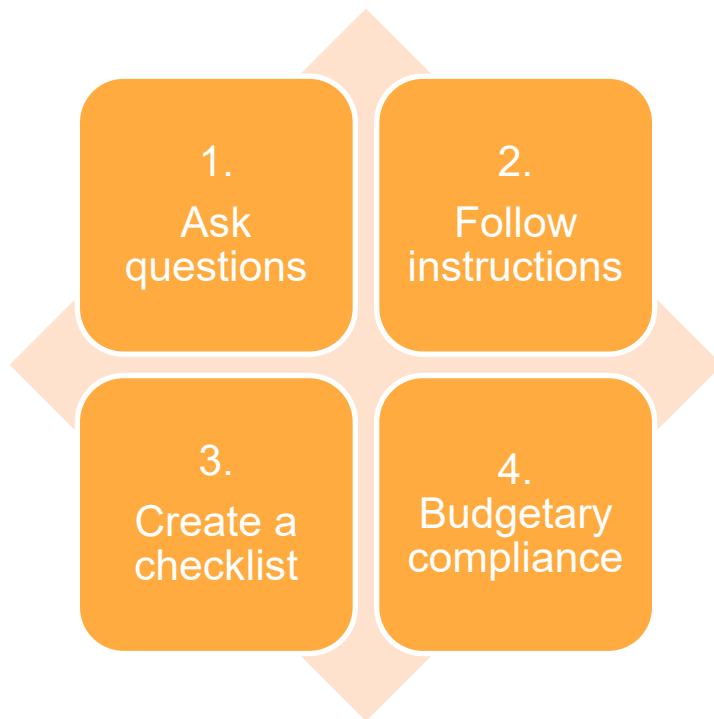 1.
Ask
questions
2.
Follow
instructions
3.
Create a
checklist
4.
Budgetary
compliance